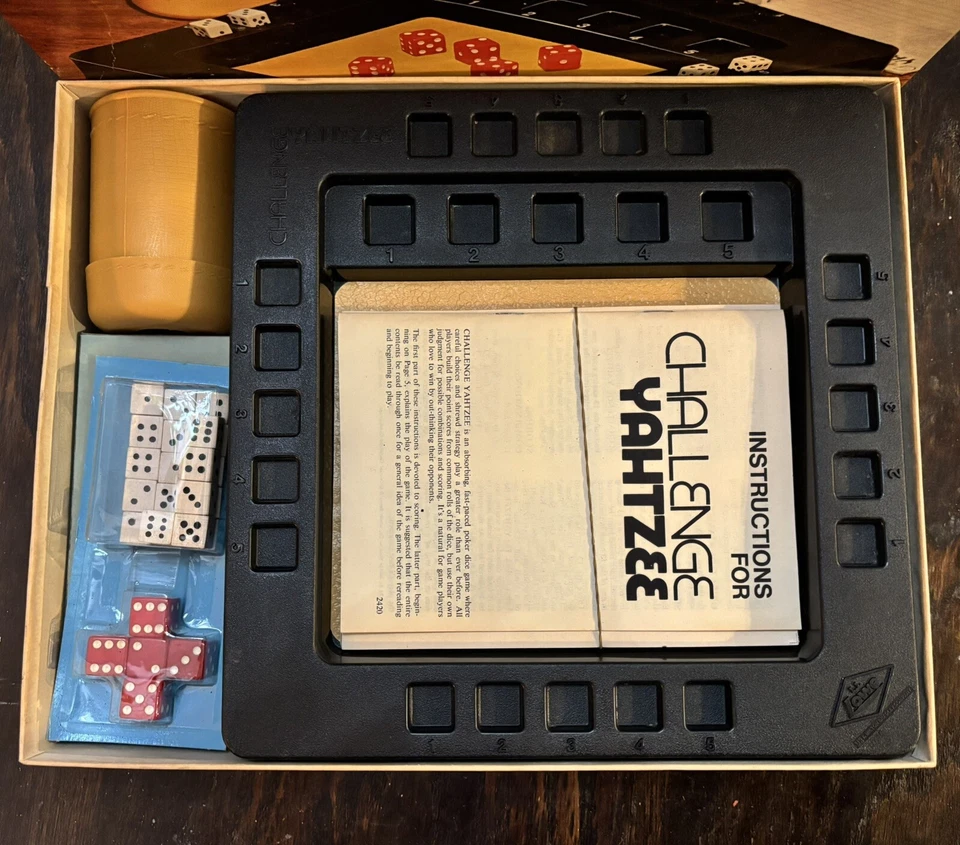 INSTRUCTIONS
FOR
CHALLENGE
YAHTZEE
CHALLENGE YAHTZEE is an absorbing, fast-paced poker dice game where
careful choices and shrewd strategy play a greater role than ever before. All
players build their point scores from common rolls of the dice, but use their own
judgment for possible combinations and scoring. It's a natural for game players
who love to win by out-thinking their opponents.
The first part of these instructions is devoted to scoring. The latter part, begin-
ning on Page 5, explains the play of the game. It is suggested that the entire
contents be read through once for a general idea of the game before rereading
and beginning to play.
2420
CHALLENGE
YAHTZEE
1 2 3 4 5
1
2
3
4
5
5
4
3
2
1
1 2 3 4 5
E.S.
LOWE